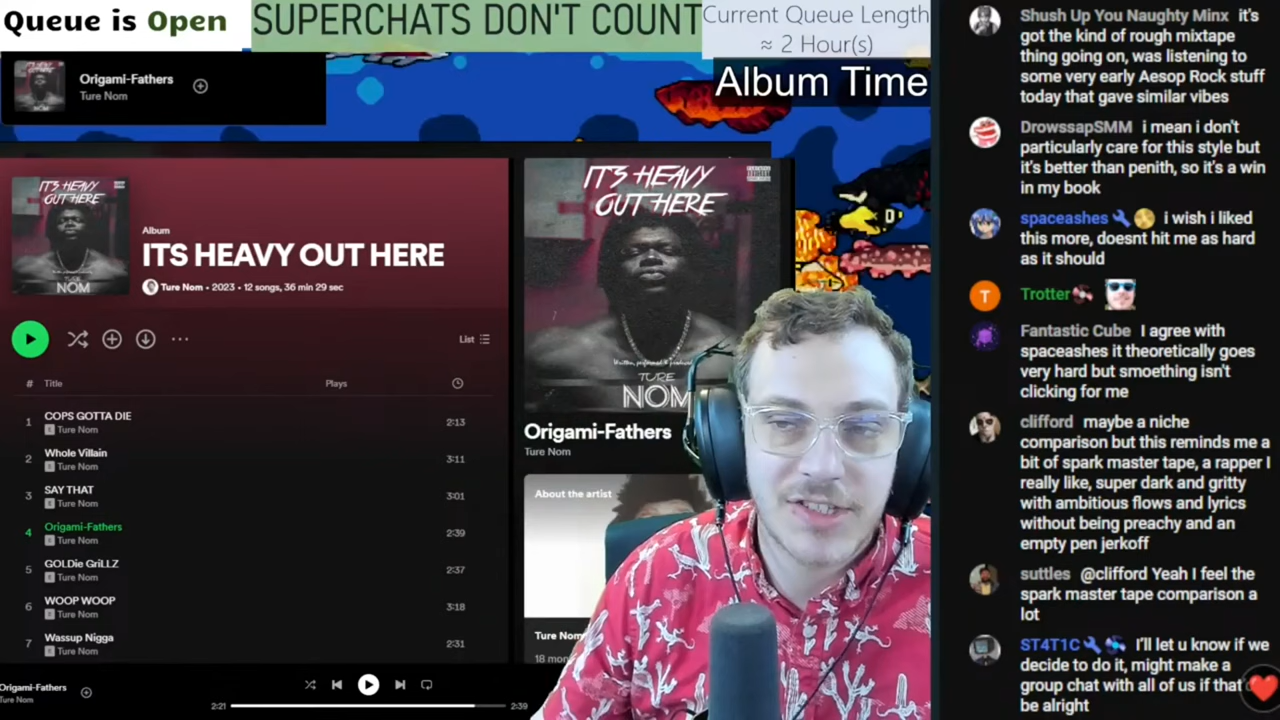 Queue is Open
SUPERCHATS DON'T COUNT
Current Queue Length
≈ 2 Hour(s)
Album Time
Origami-Fathers
Ture Nom
IT'S HEAVY
OUT HERE
TURE
NOM
Album
ITS HEAVY OUT HERE
Ture Nom • 2023 • 12 songs, 36 min 29 sec
List
# Title Plays
1 COPS GOTTA DIE 2:13
E Ture Nom
2 Whole Villain 3:11
E Ture Nom
3 SAY THAT 3:01
E Ture Nom
4 Origami-Fathers 2:39
E Ture Nom
5 GOLDie GriLLZ 2:37
E Ture Nom
6 WOOP WOOP 3:18
E Ture Nom
7 Wassup Nigga 2:31
E Ture Nom
IT'S HEAVY
OUT HERE
Written, performed & produced
TURE
NOM
Origami-Fathers
Ture Nom
About the artist
Ture Nom
18 mon
Origami-Fathers
Ture Nom
2:21 2:39
Shush Up You Naughty Minx it's
got the kind of rough mixtape
thing going on, was listening to
some very early Aesop Rock stuff
today that gave similar vibes
DrowssapSMM i mean i don't
particularly care for this style but
it's better than penith, so it's a win
in my book
spaceashes i wish i liked
this more, doesnt hit me as hard
as it should
T Trotter
Fantastic Cube I agree with
spaceashes it theoretically goes
very hard but smoething isn't
clicking for me
clifford maybe a niche
comparison but this reminds me a
bit of spark master tape, a rapper I
really like, super dark and gritty
with ambitious flows and lyrics
without being preachy and an
empty pen jerkoff
suttles @clifford Yeah I feel the
spark master tape comparison a
lot
ST4T1C I'll let u know if we
decide to do it, might make a
group chat with all of us if that
be alright